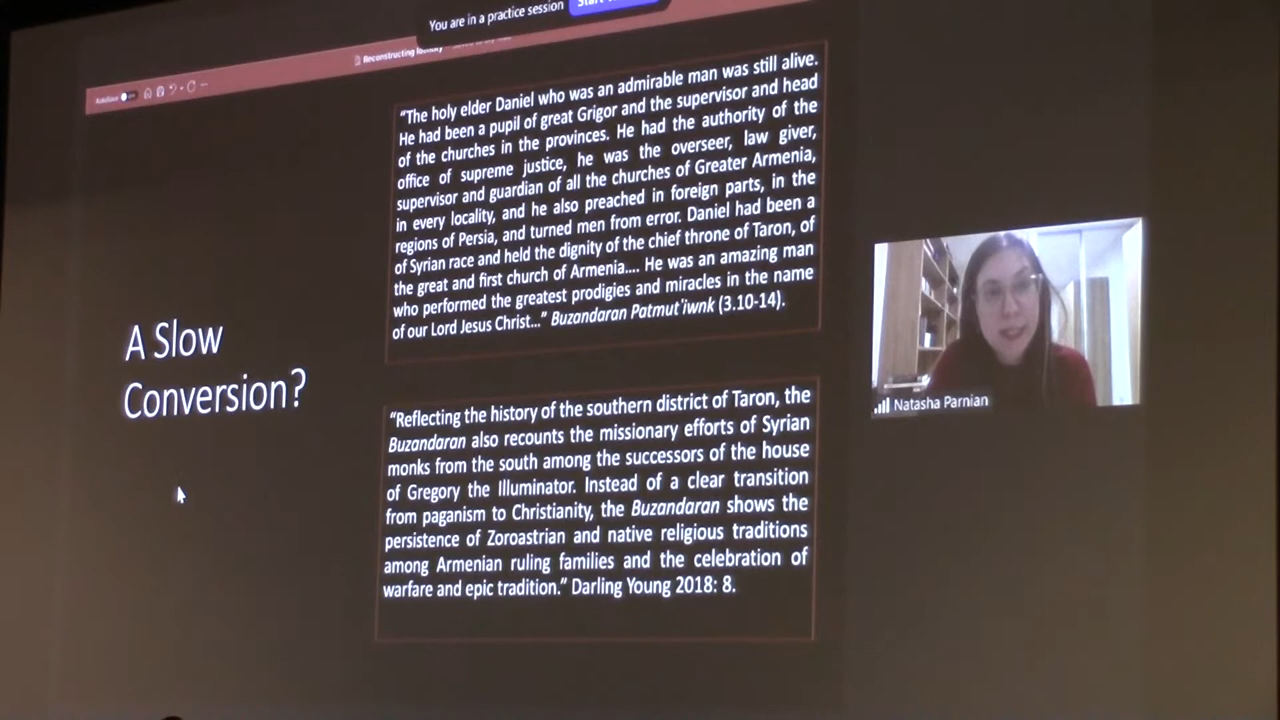 You are in a practice session
AutoSave
Reconstructing Identity
"The holy elder Daniel who was an admirable man was still alive.
He had been a pupil of great Grigor and the supervisor and head
of the churches in the provinces. He had the authority of the
office of supreme justice, he was the overseer, law giver,
supervisor and guardian of all the churches of Greater Armenia,
in every locality, and he also preached in foreign parts, in the
regions of Persia, and turned men from error. Daniel had been a
of Syrian race and held the dignity of the chief throne of Taron, of
the great and first church of Armenia.... He was an amazing man
who performed the greatest prodigies and miracles in the name
of our Lord Jesus Christ..." Buzandaran Patmut'iwnk (3.10-14).
A Slow
Conversion?
"Reflecting the history of the southern district of Taron, the
Buzandaran also recounts the missionary efforts of Syrian
monks from the south among the successors of the house
of Gregory the Illuminator. Instead of a clear transition
from paganism to Christianity, the Buzandaran shows the
persistence of Zoroastrian and native religious traditions
among Armenian ruling families and the celebration of
warfare and epic tradition." Darling Young 2018: 8.
Natasha Parnian